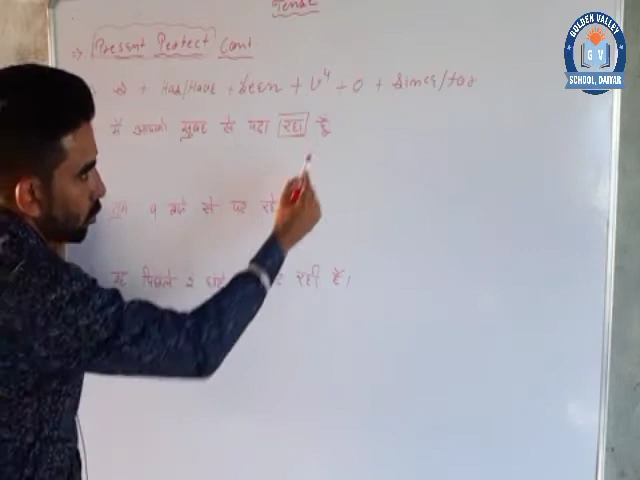 Tense
⇒ Present Perfect Cont.
S + Has/Have + Been + V⁴ + O + Since/for
मैं आपको सुबह से पढा रहा हूँ
तुम 9 बजे से पढ रहे
वह पिछले 2 रही है।
GOLDEN VALLEY
G V
SCHOOL, DAIYAR